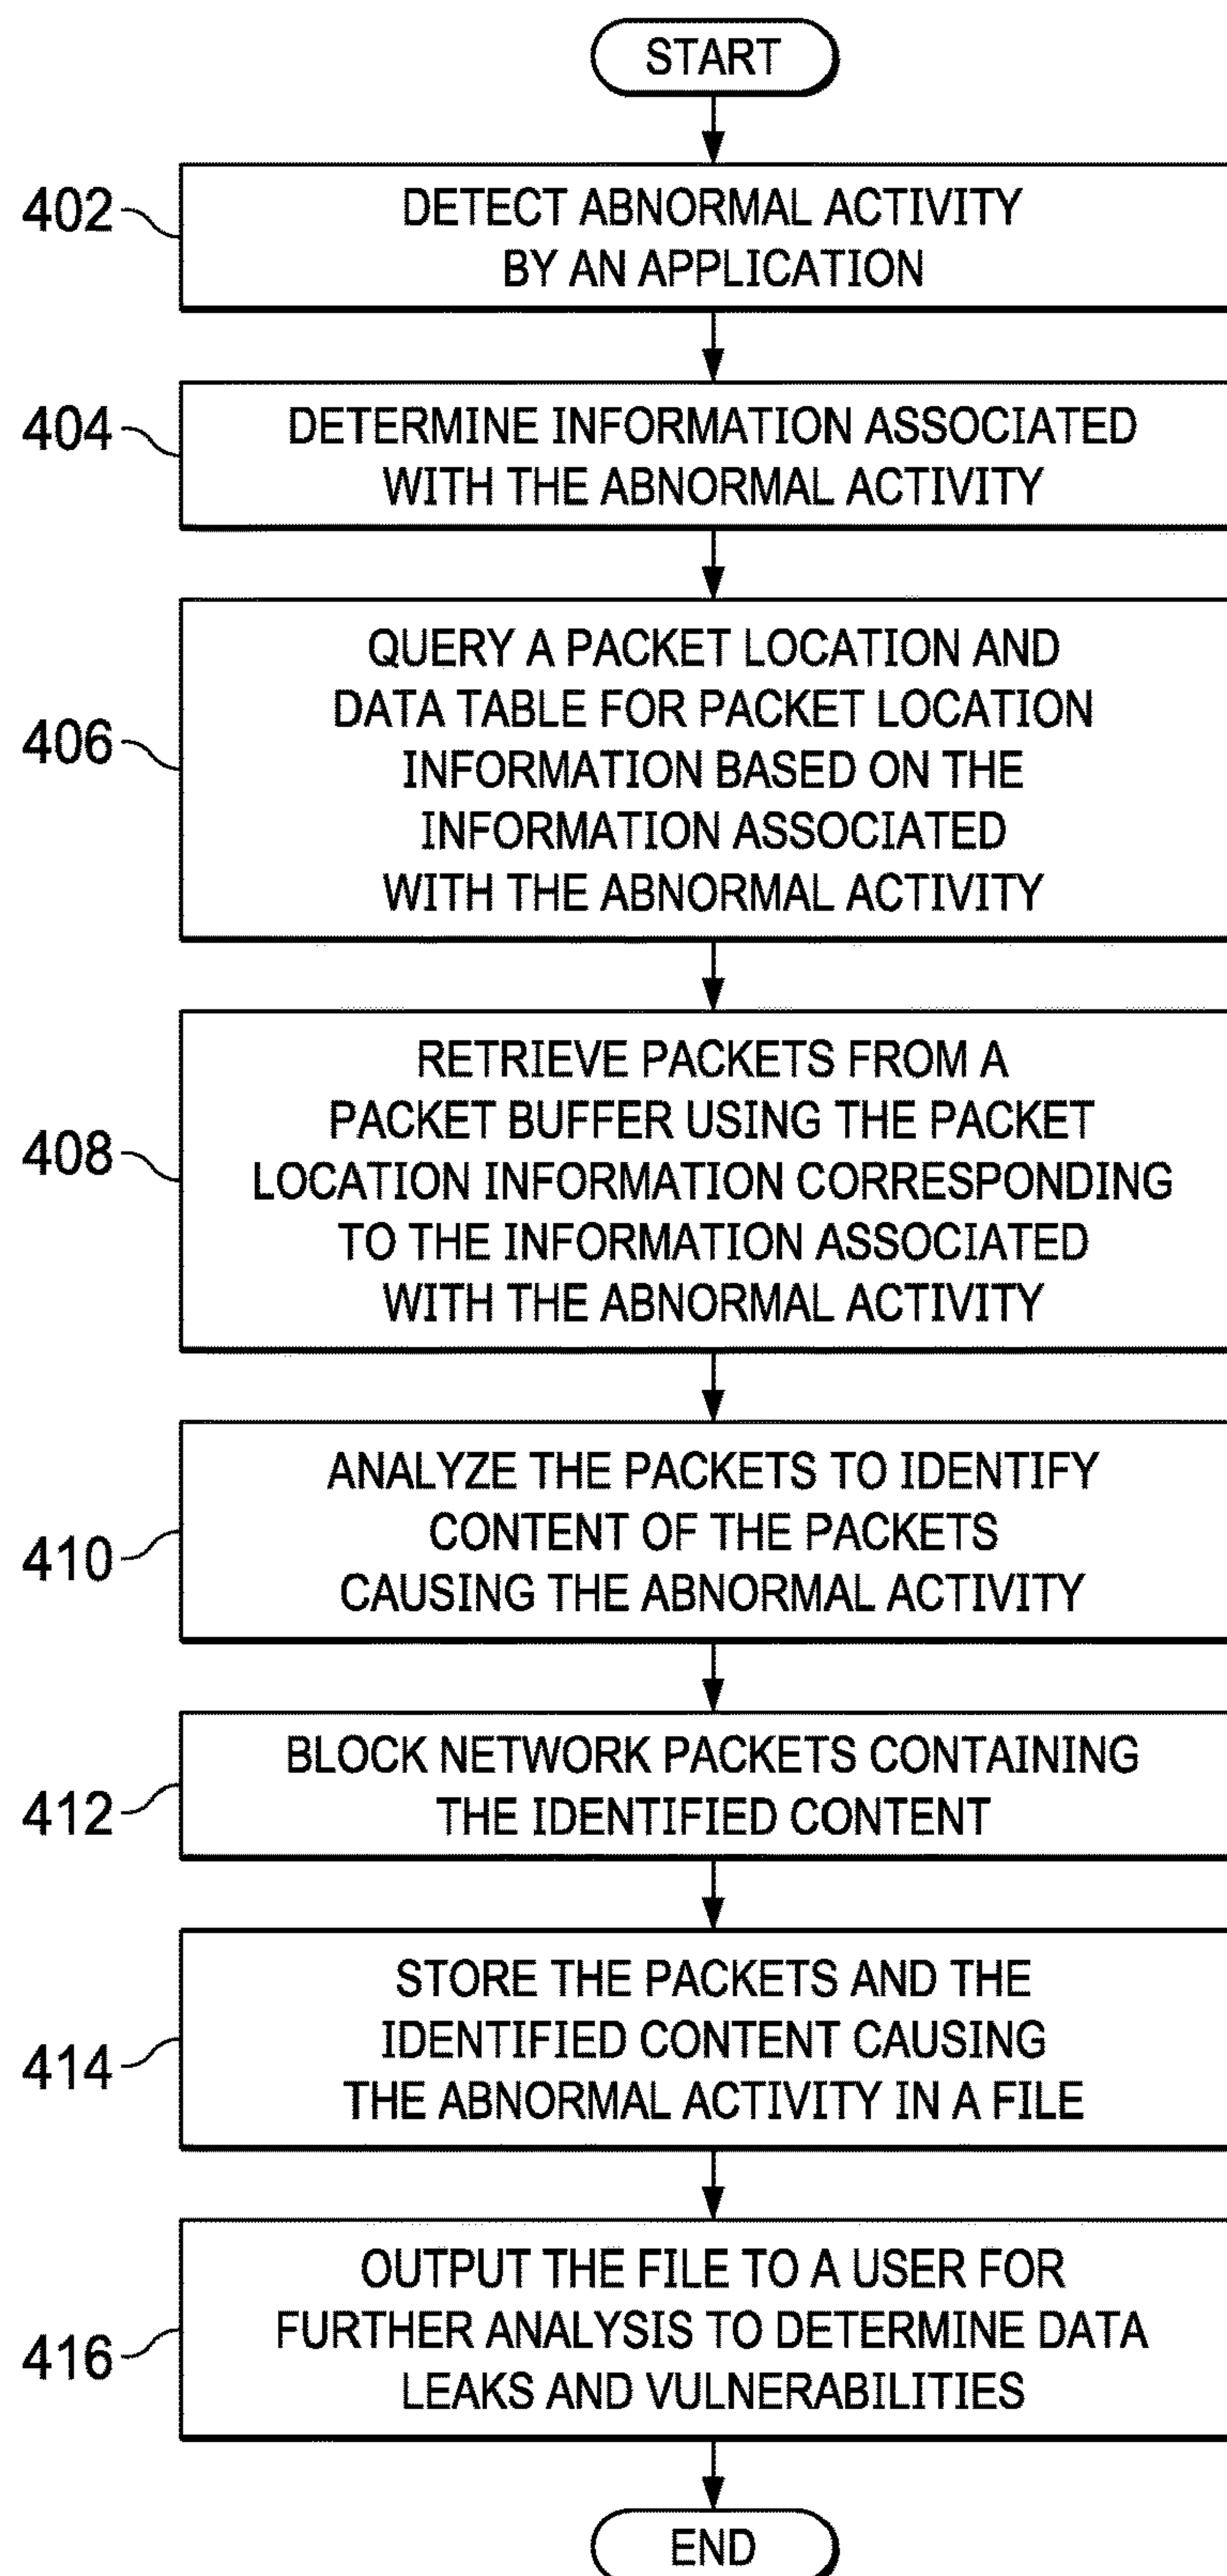 START
402
DETECT ABNORMAL ACTIVITY
BY AN APPLICATION
404
DETERMINE INFORMATION ASSOCIATED
WITH THE ABNORMAL ACTIVITY
406
QUERY A PACKET LOCATION AND
DATA TABLE FOR PACKET LOCATION
INFORMATION BASED ON THE
INFORMATION ASSOCIATED
WITH THE ABNORMAL ACTIVITY
408
RETRIEVE PACKETS FROM A
PACKET BUFFER USING THE PACKET
LOCATION INFORMATION CORRESPONDING
TO THE INFORMATION ASSOCIATED
WITH THE ABNORMAL ACTIVITY
410
ANALYZE THE PACKETS TO IDENTIFY
CONTENT OF THE PACKETS
CAUSING THE ABNORMAL ACTIVITY
412
BLOCK NETWORK PACKETS CONTAINING
THE IDENTIFIED CONTENT
414
STORE THE PACKETS AND THE
IDENTIFIED CONTENT CAUSING
THE ABNORMAL ACTIVITY IN A FILE
416
OUTPUT THE FILE TO A USER FOR
FURTHER ANALYSIS TO DETERMINE DATA
LEAKS AND VULNERABILITIES
END